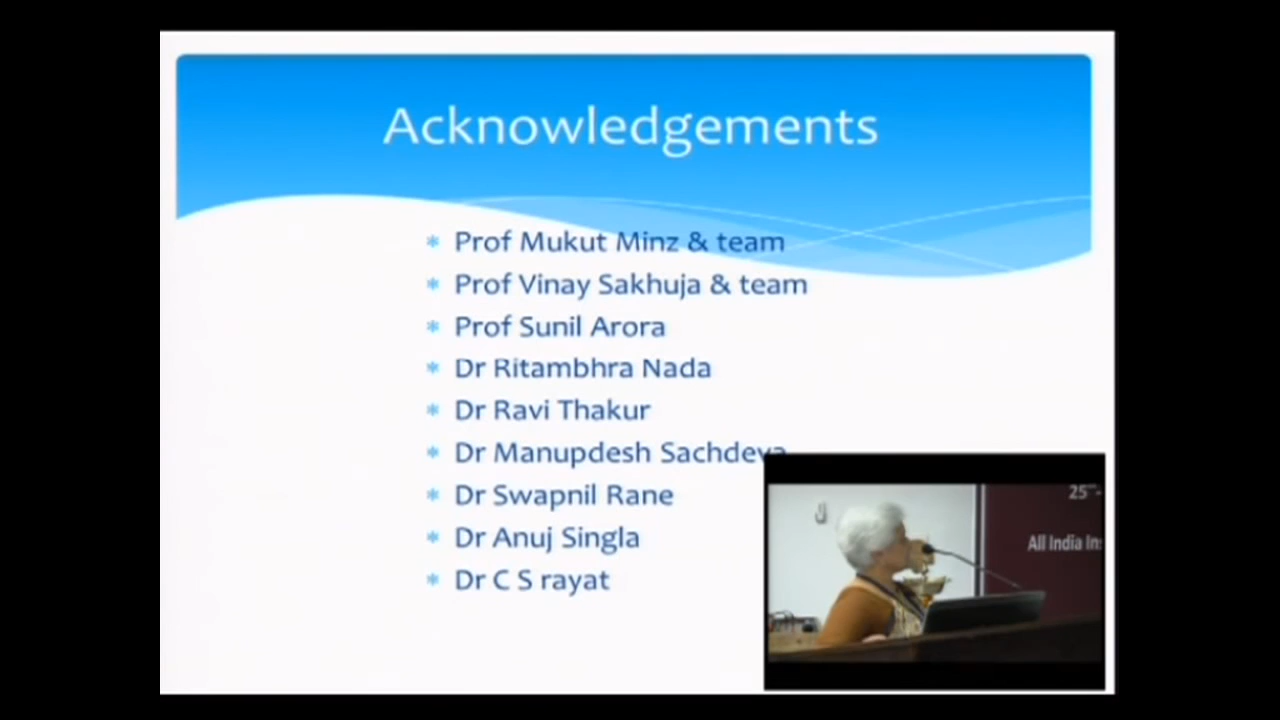 Acknowledgements
Prof Mukut Minz & team
Prof Vinay Sakhuja & team
Prof Sunil Arora
Dr Ritambhra Nada
Dr Ravi Thakur
Dr Manupdesh Sachdeva
Dr Swapnil Rane
Dr Anuj Singla
Dr C S rayat
25
All India